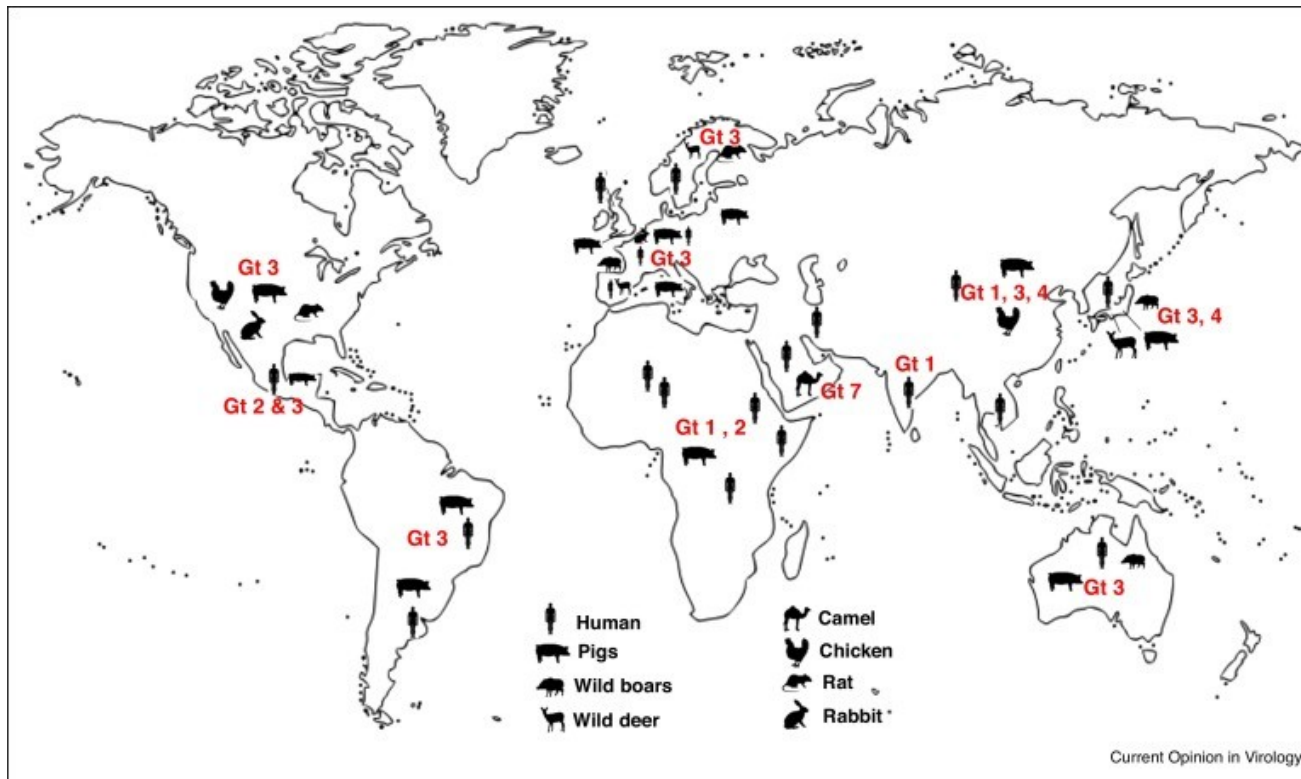 Gt 3
Gt 3
Gt 3
Gt 1, 3, 4
Gt 3, 4
Gt 1
Gt 7
Gt 2 & 3
Gt 1 , 2
Gt 3
Gt 3
Human
Pigs
Wild boars
Wild deer
Camel
Chicken
Rat
Rabbit
Current Opinion in Virology